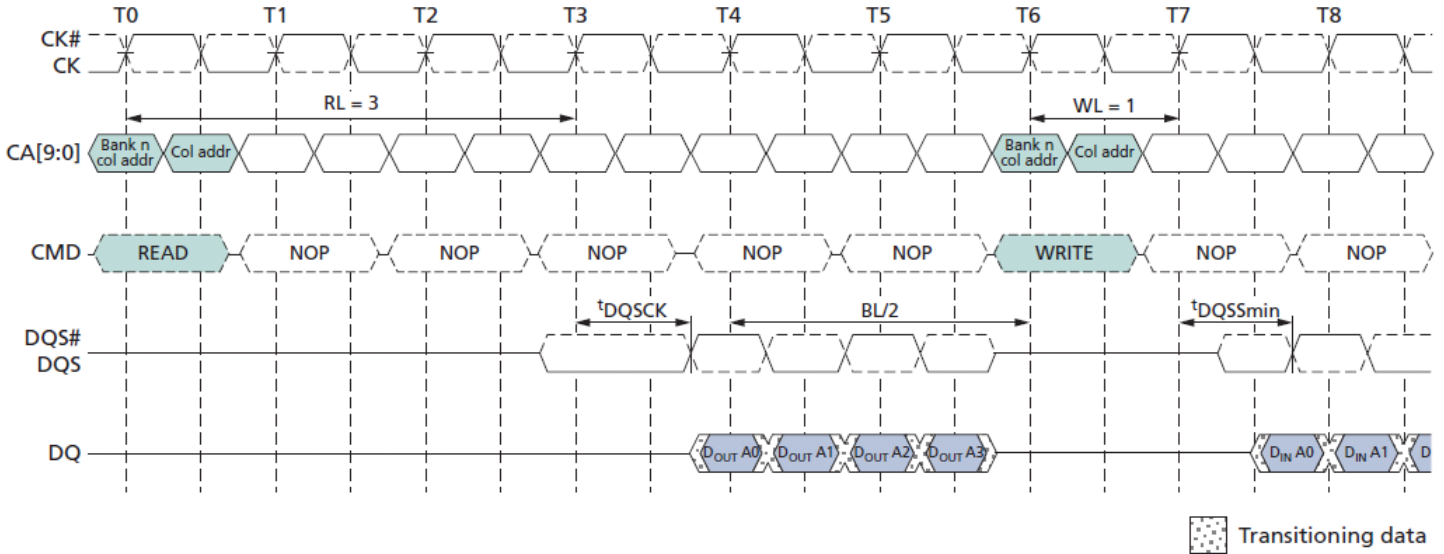 T0 T1 T2 T3 T4 T5 T6 T7 T8
CK#
CK
RL = 3 WL = 1
CA[9:0] Bank n col addr Col addr Bank n col addr Col addr
CMD READ NOP NOP NOP NOP NOP WRITE NOP NOP
tDQSCK BL/2 tDQSSmin
DQS#
DQS
DQ DOUT A0 DOUT A1 DOUT A2 DOUT A3 DIN A0 DIN A1 D
Transitioning data